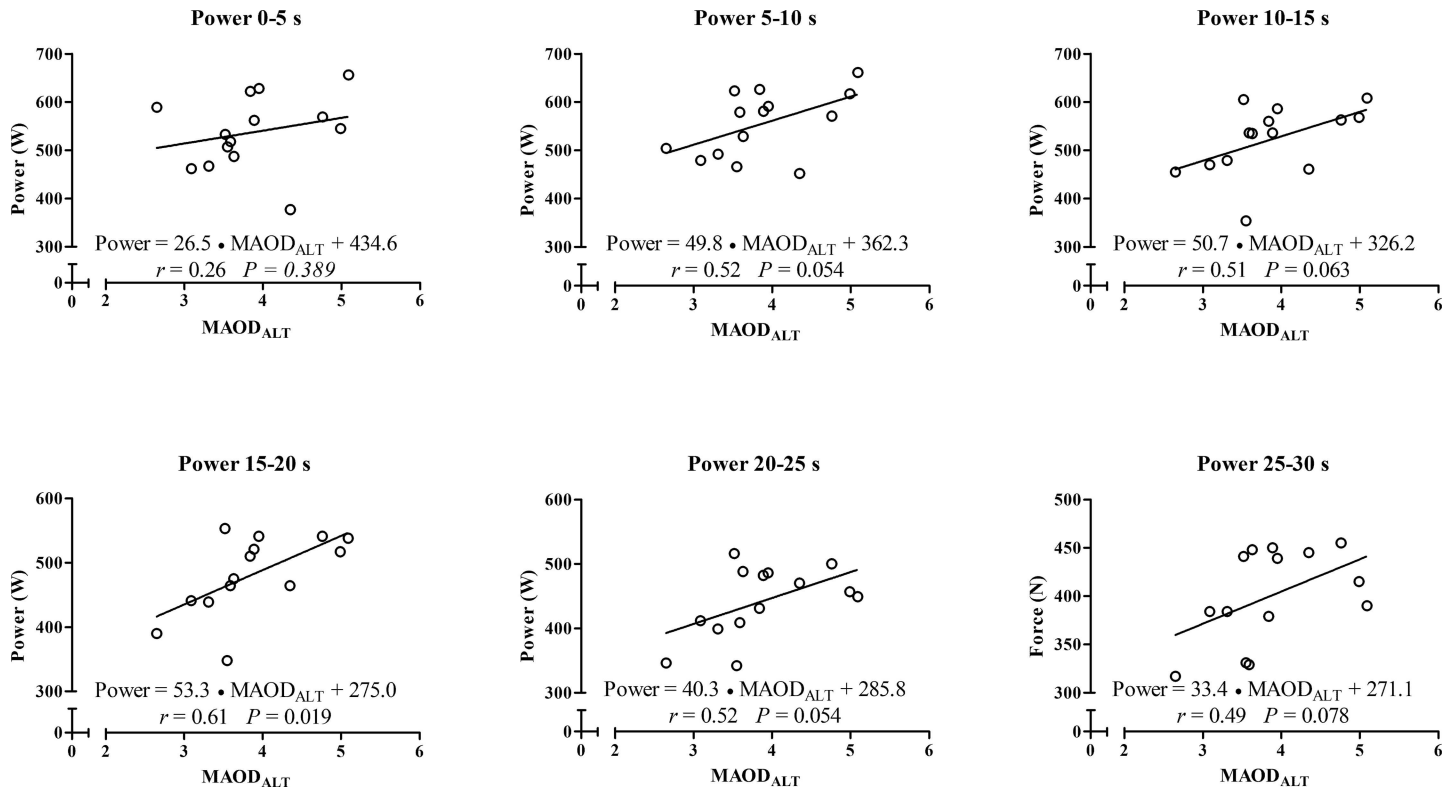 Power 0-5 s
700
600
500
400
300
0
Power (W)
Power = 26.5 • MAOD_ALT + 434.6
r = 0.26 P = 0.389
0 2 3 4 5 6
MAOD_ALT
Power 5-10 s
700
600
500
400
300
0
Power (W)
Power = 49.8 • MAOD_ALT + 362.3
r = 0.52 P = 0.054
0 2 3 4 5 6
MAOD_ALT
Power 10-15 s
700
600
500
400
300
0
Power (W)
Power = 50.7 • MAOD_ALT + 326.2
r = 0.51 P = 0.063
0 2 3 4 5 6
MAOD_ALT
Power 15-20 s
600
500
400
300
0
Power (W)
Power = 53.3 • MAOD_ALT + 275.0
r = 0.61 P = 0.019
0 2 3 4 5 6
MAOD_ALT
Power 20-25 s
600
500
400
300
0
Power (W)
Power = 40.3 • MAOD_ALT + 285.8
r = 0.52 P = 0.054
0 2 3 4 5 6
MAOD_ALT
Power 25-30 s
500
450
400
350
300
0
Force (N)
Power = 33.4 • MAOD_ALT + 271.1
r = 0.49 P = 0.078
0 2 3 4 5 6
MAOD_ALT